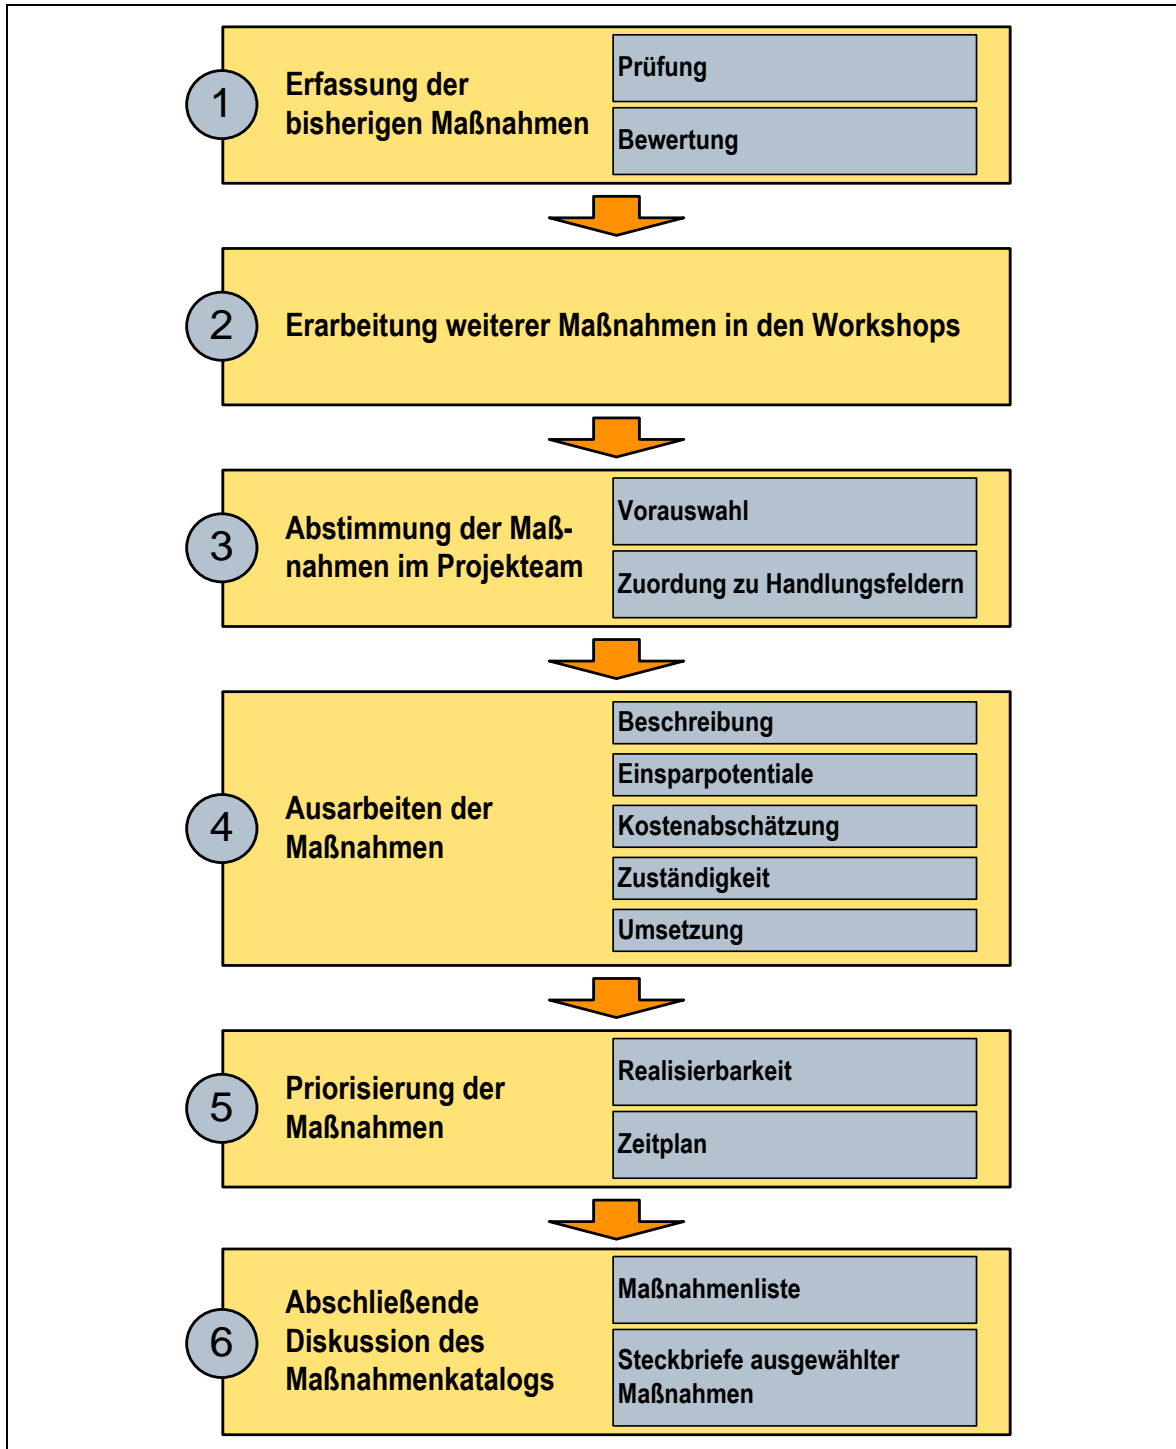 1
Erfassung der
bisherigen Maßnahmen
Prüfung
Bewertung
2
Erarbeitung weiterer Maßnahmen in den Workshops
3
Abstimmung der Maß-
nahmen im Projekteam
Vorauswahl
Zuordung zu Handlungsfeldern
4
Ausarbeiten der
Maßnahmen
Beschreibung
Einsparpotentiale
Kostenabschätzung
Zuständigkeit
Umsetzung
5
Priorisierung der
Maßnahmen
Realisierbarkeit
Zeitplan
6
Abschließende
Diskussion des
Maßnahmenkatalogs
Maßnahmenliste
Steckbriefe ausgewählter
Maßnahmen